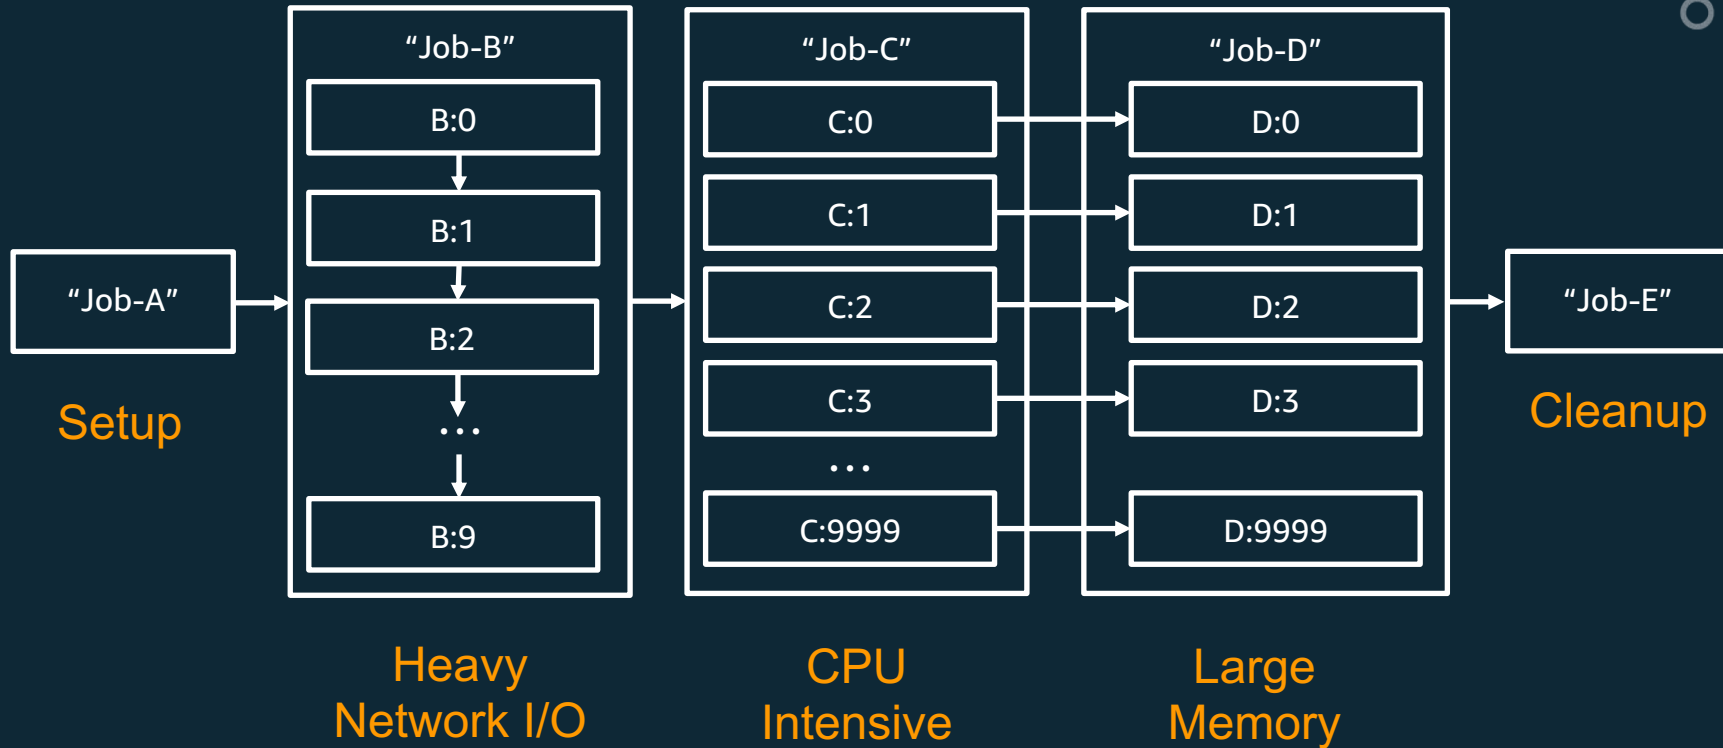 “Job-A”
Setup
“Job-B”
B:0
B:1
B:2
...
B:9
Heavy
Network I/O
“Job-C”
C:0
C:1
C:2
C:3
...
C:9999
CPU
Intensive
“Job-D”
D:0
D:1
D:2
D:3
D:9999
Large
Memory
“Job-E”
Cleanup